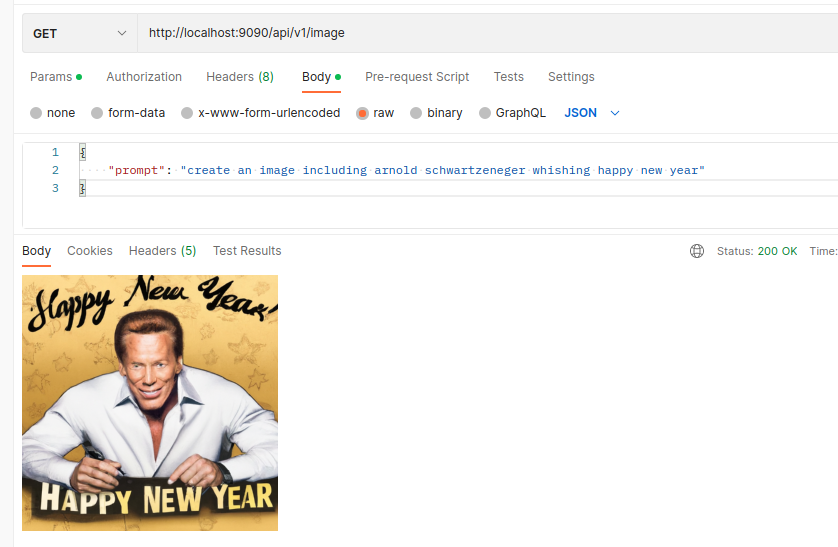 GET http://localhost:9090/api/v1/image
Params Authorization Headers (8) Body Pre-request Script Tests Settings
none form-data x-www-form-urlencoded raw binary GraphQL JSON
1 {
2 "prompt": "create an image including arnold schwartzeneger whishing happy new year"
3 }
Body Cookies Headers (5) Test Results Status: 200 OK Time:
Happy New Year!
HAPPY NEW YEAR